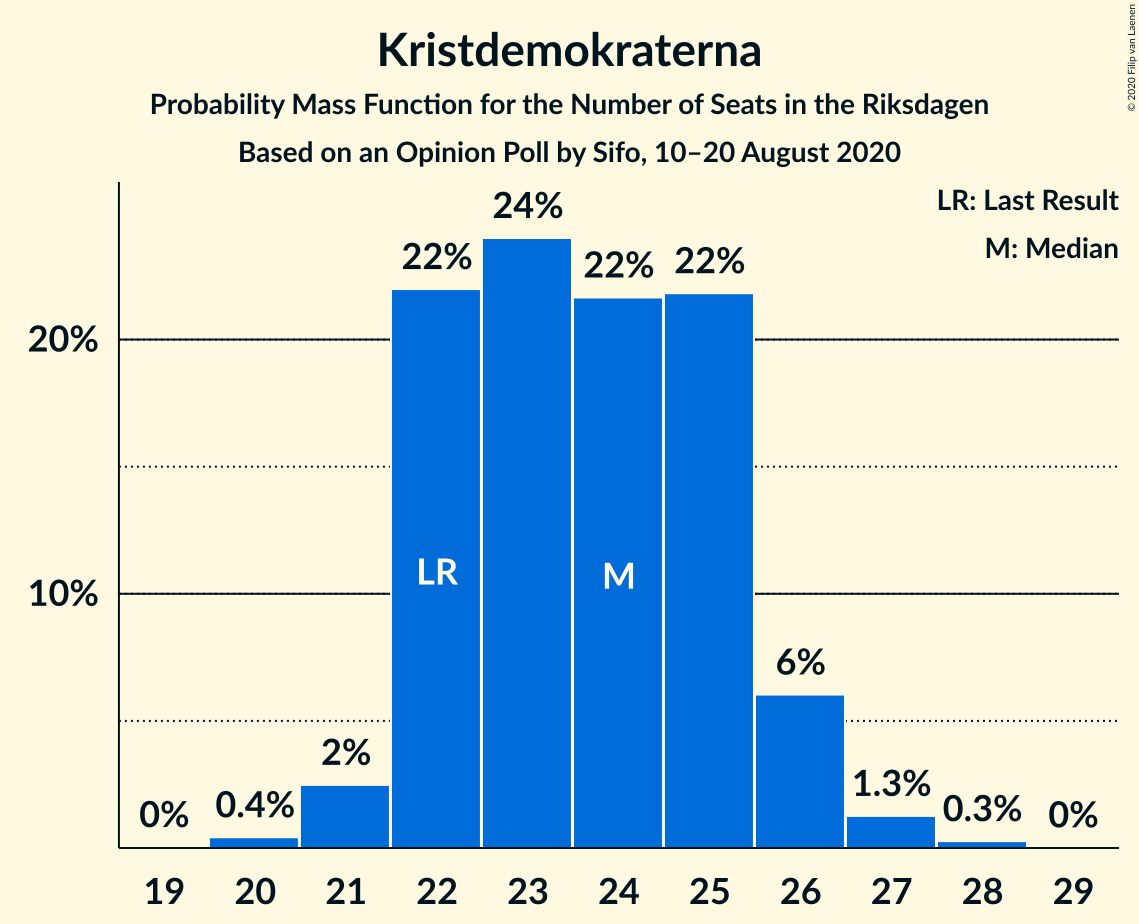 Kristdemokraterna
Probability Mass Function for the Number of Seats in the Riksdagen
Based on an Opinion Poll by Sifo, 10–20 August 2020
© 2020 Filip van Laenen
LR: Last Result
M: Median
24%
22%
22%
22%
20%
LR
M
10%
6%
2%
1.3%
0.4%
0.3%
0%
0%
19 20 21 22 23 24 25 26 27 28 29